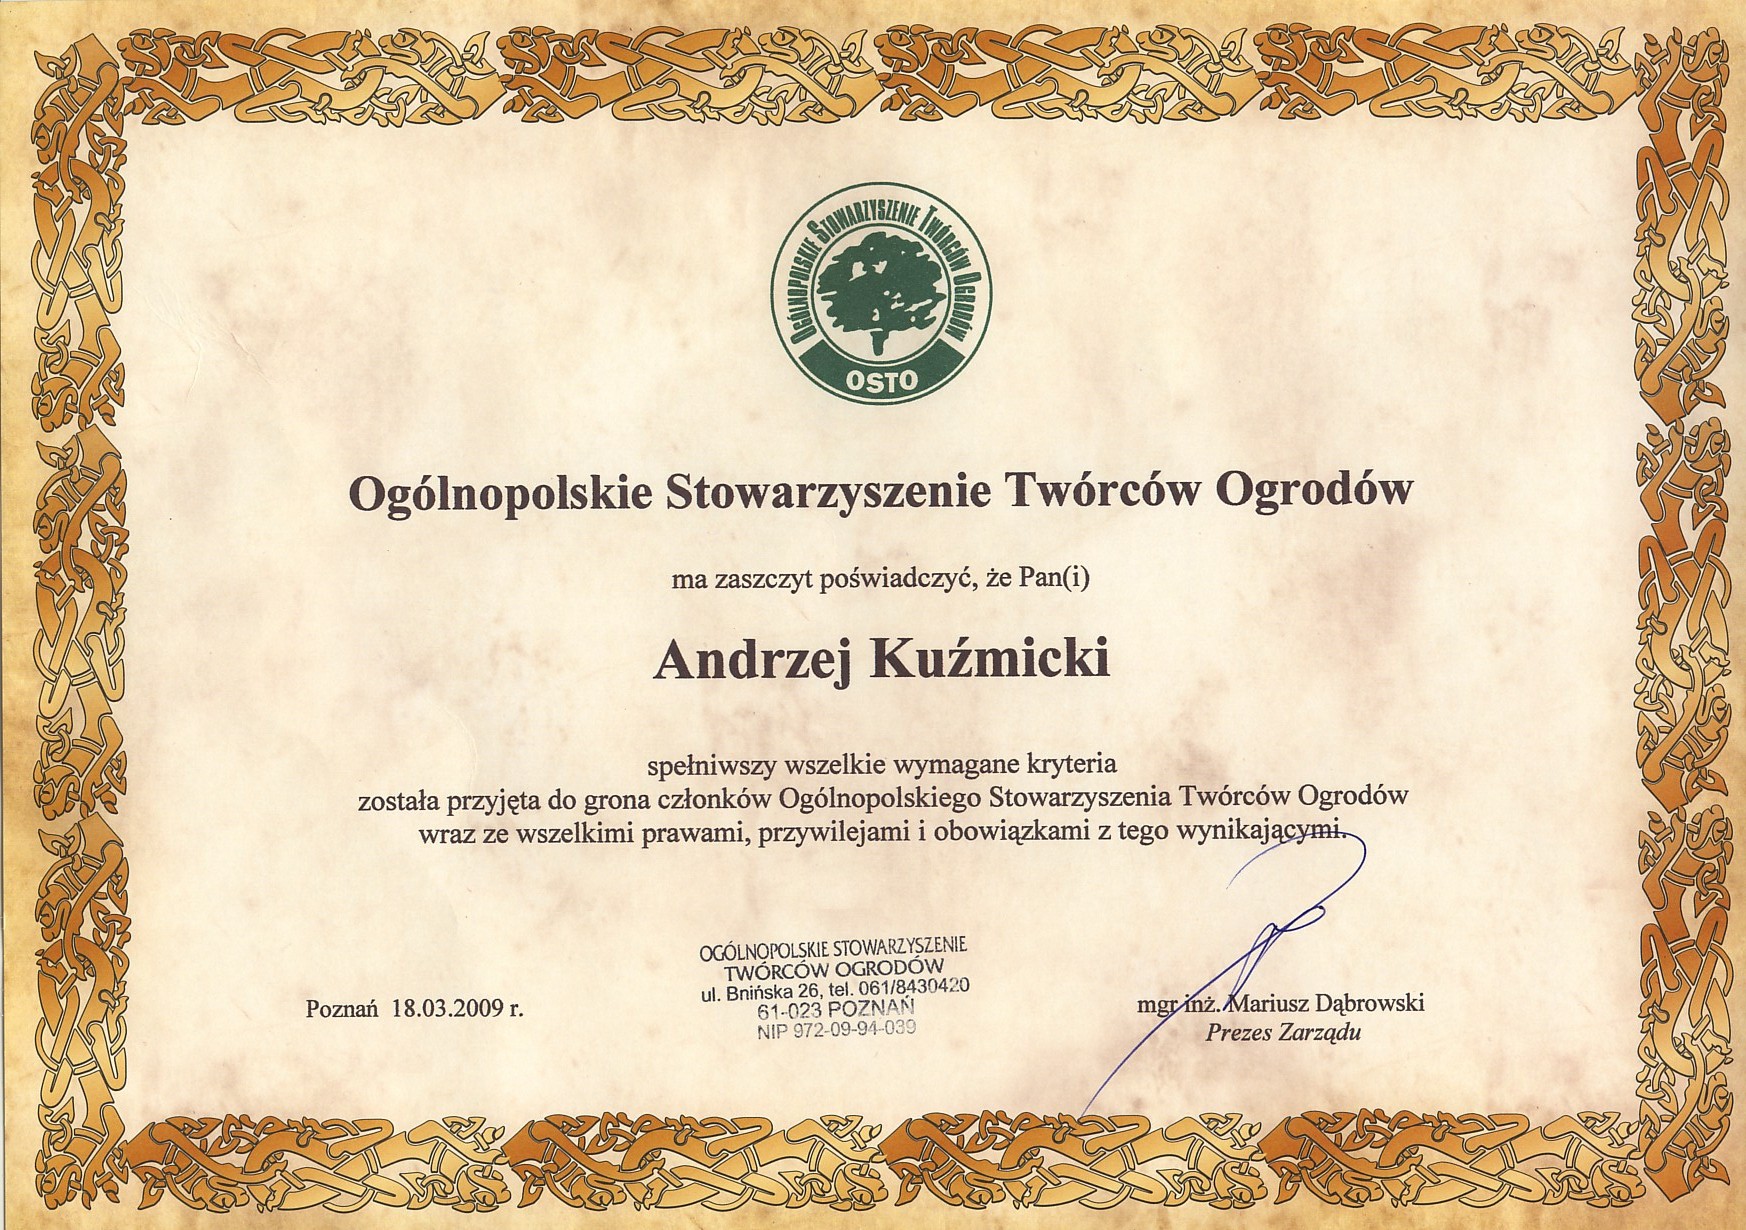 OGÓLNOPOLSKIE STOWARZYSZENIE TWÓRCÓW OGRODÓW
OSTO
Ogólnopolskie Stowarzyszenie Twórców Ogrodów
ma zaszczyt poświadczyć, że Pan(i)
Andrzej Kuźmicki
spełniwszy wszelkie wymagane kryteria
została przyjęta do grona członków Ogólnopolskiego Stowarzyszenia Twórców Ogrodów
wraz ze wszelkimi prawami, przywilejami i obowiązkami z tego wynikającymi.
OGÓLNOPOLSKIE STOWARZYSZENIE
TWÓRCÓW OGRODÓW
ul. Bnińska 26, tel. 061/8430420
61-023 POZNAŃ
NIP 972-09-94-039
Poznań 18.03.2009 r.
mgr inż. Mariusz Dąbrowski
Prezes Zarządu